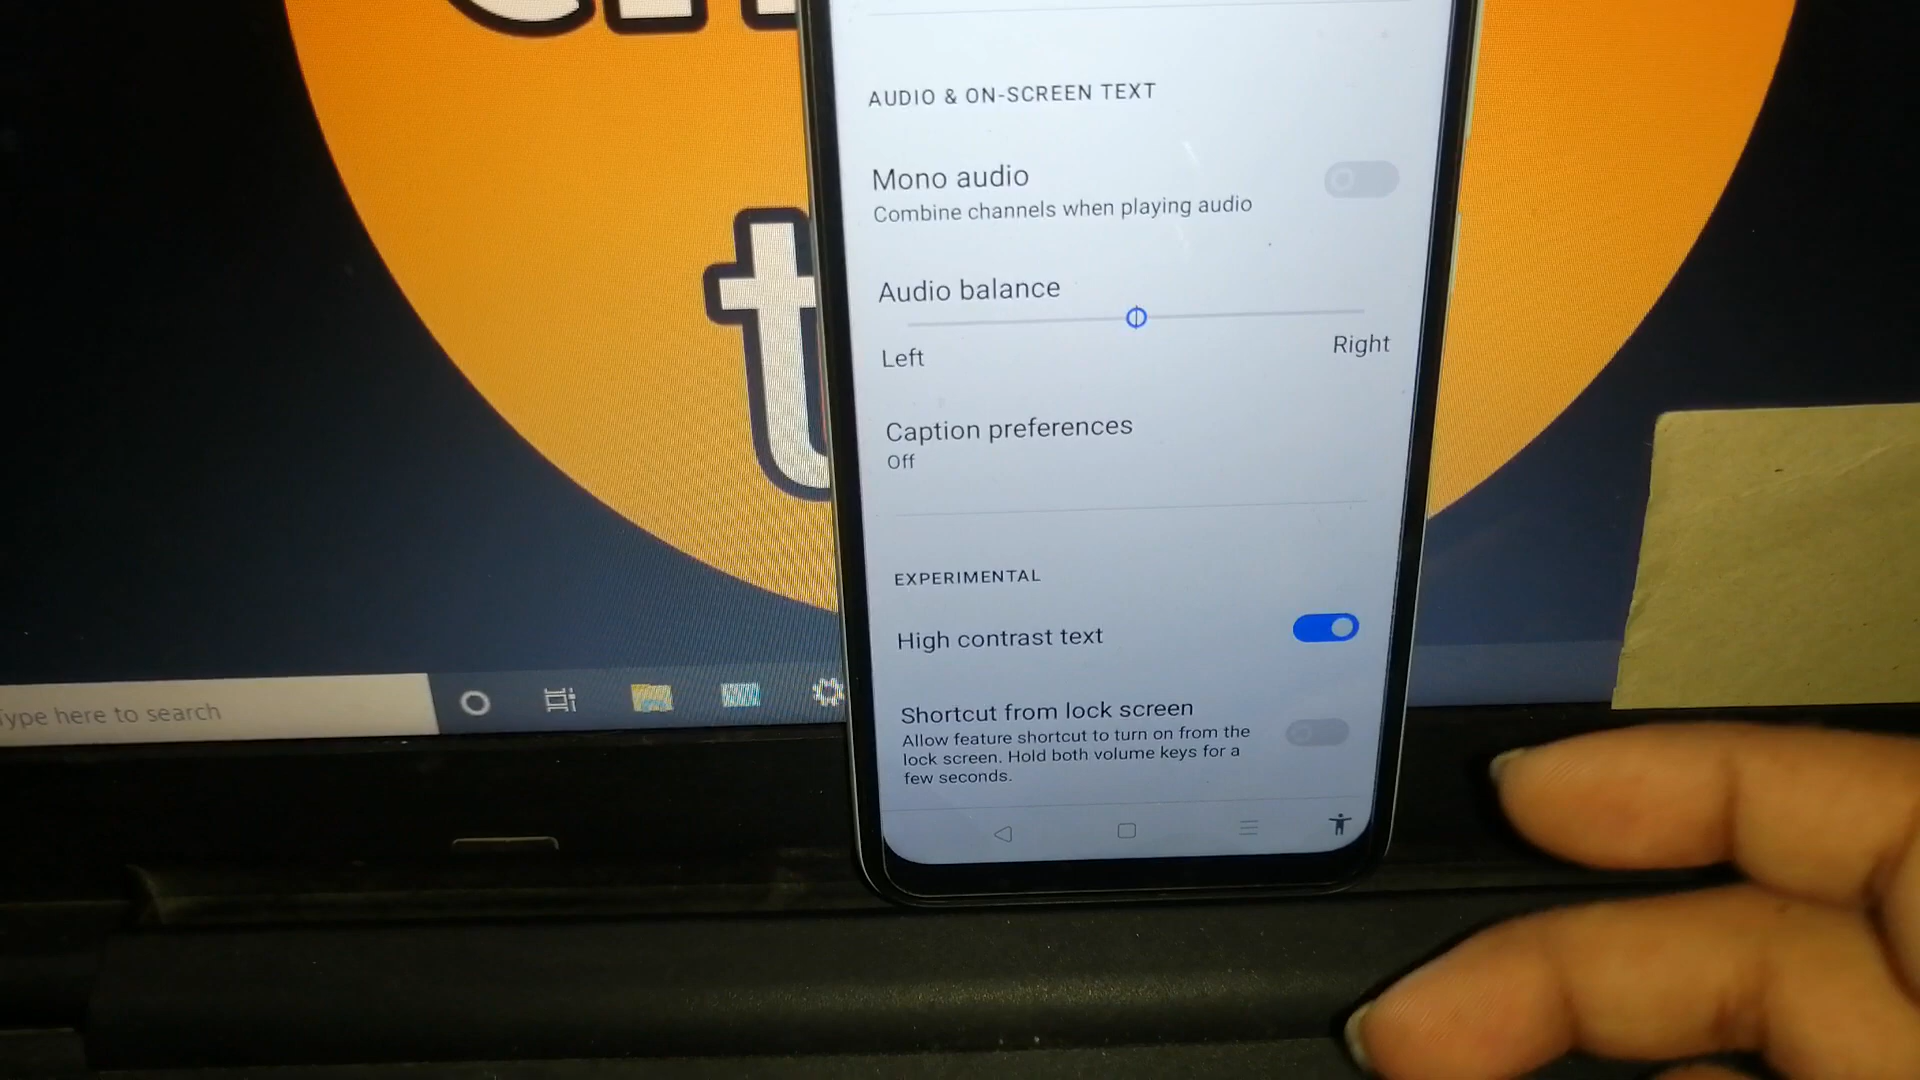 AUDIO & ON-SCREEN TEXT
Mono audio
Combine channels when playing audio
Audio balance
Left
Right
Caption preferences
Off
EXPERIMENTAL
High contrast text
Shortcut from lock screen
Allow feature shortcut to turn on from the
lock screen. Hold both volume keys for a
few seconds.
Type here to search